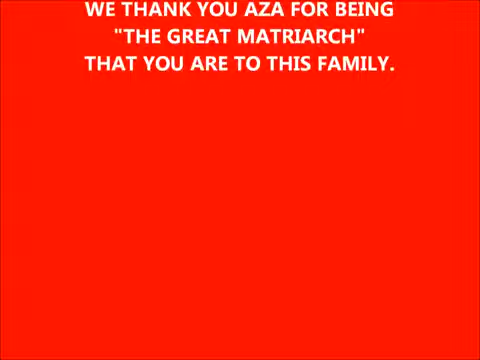 WE THANK YOU AZA FOR BEING
"THE GREAT MATRIARCH"
THAT YOU ARE TO THIS FAMILY.